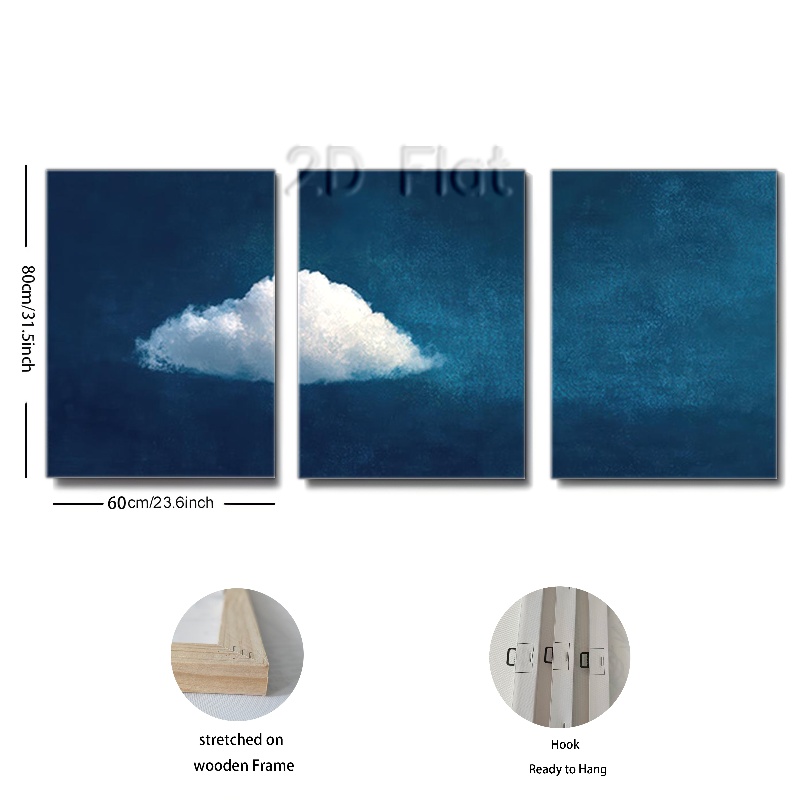 2D Flat
80cm/31.5inch
60cm/23.6inch
stretched on
wooden Frame
Hook
Ready to Hang